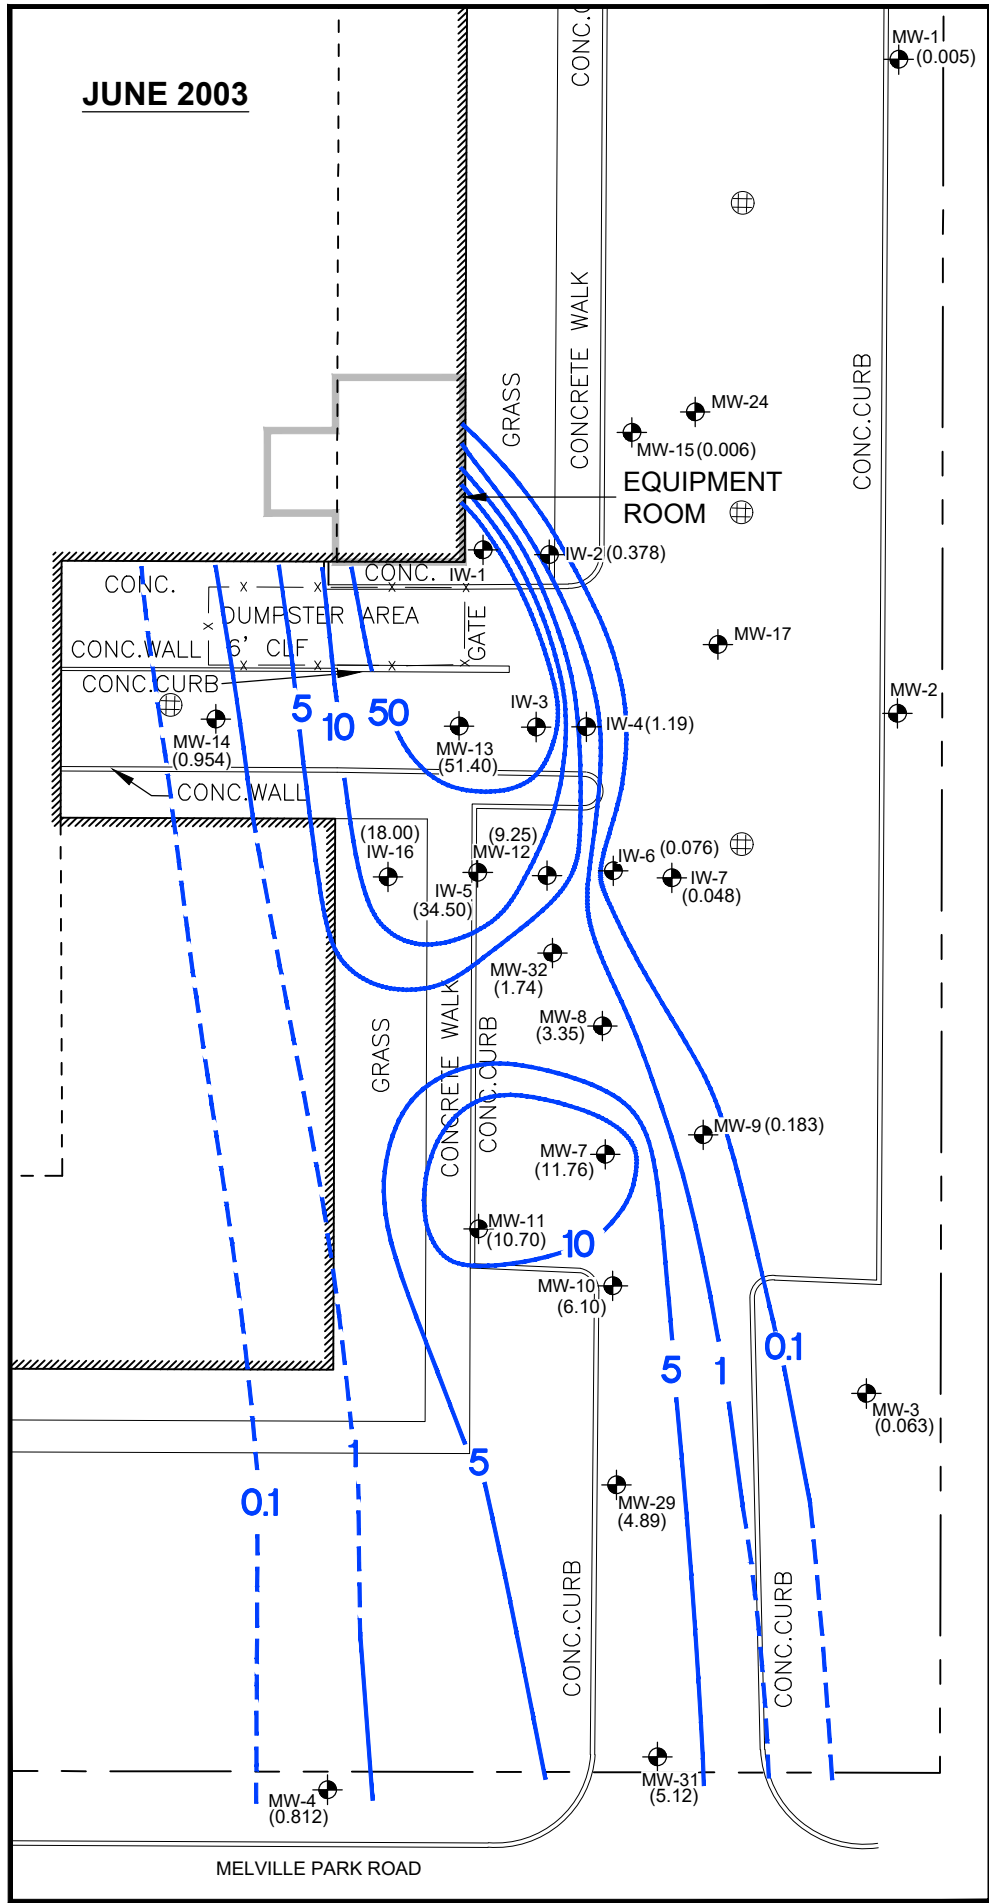 JUNE 2003
CONC.C
MW-1
(0.005)
CONCRETE WALK
GRASS
CONC.CURB
MW-24
MW-15 (0.006)
EQUIPMENT
ROOM
IW-2 (0.378)
IW-1
CONC.
CONC.
DUMPSTER AREA
6' CLF
GATE
CONC.WALL
CONC.CURB
MW-17
MW-2
5
10
50
IW-3
IW-4 (1.19)
MW-14
(0.954)
MW-13
(51.40)
CONC.WALL
(18.00)
IW-16
(9.25)
MW-12
IW-5
(34.50)
IW-6 (0.076)
IW-7
(0.048)
MW-32
(1.74)
MW-8
(3.35)
GRASS
CONCRETE WALK
CONC.CURB
MW-9 (0.183)
MW-7
(11.76)
MW-11
(10.70)
10
MW-10
(6.10)
5
1
0.1
MW-3
(0.063)
1
5
0.1
MW-29
(4.89)
CONC.CURB
CONC.CURB
MW-31
(5.12)
MW-4
(0.812)
MELVILLE PARK ROAD